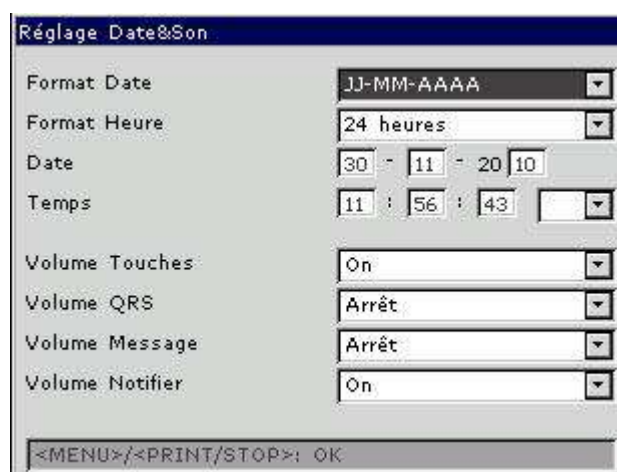 Réglage Date&Son
Format Date JJ-MM-AAAA
Format Heure 24 heures
Date 30 - 11 - 20 10
Temps 11 : 56 : 43
Volume Touches On
Volume QRS Arrêt
Volume Message Arrêt
Volume Notifier On
<MENU>/<PRINT/STOP>: OK